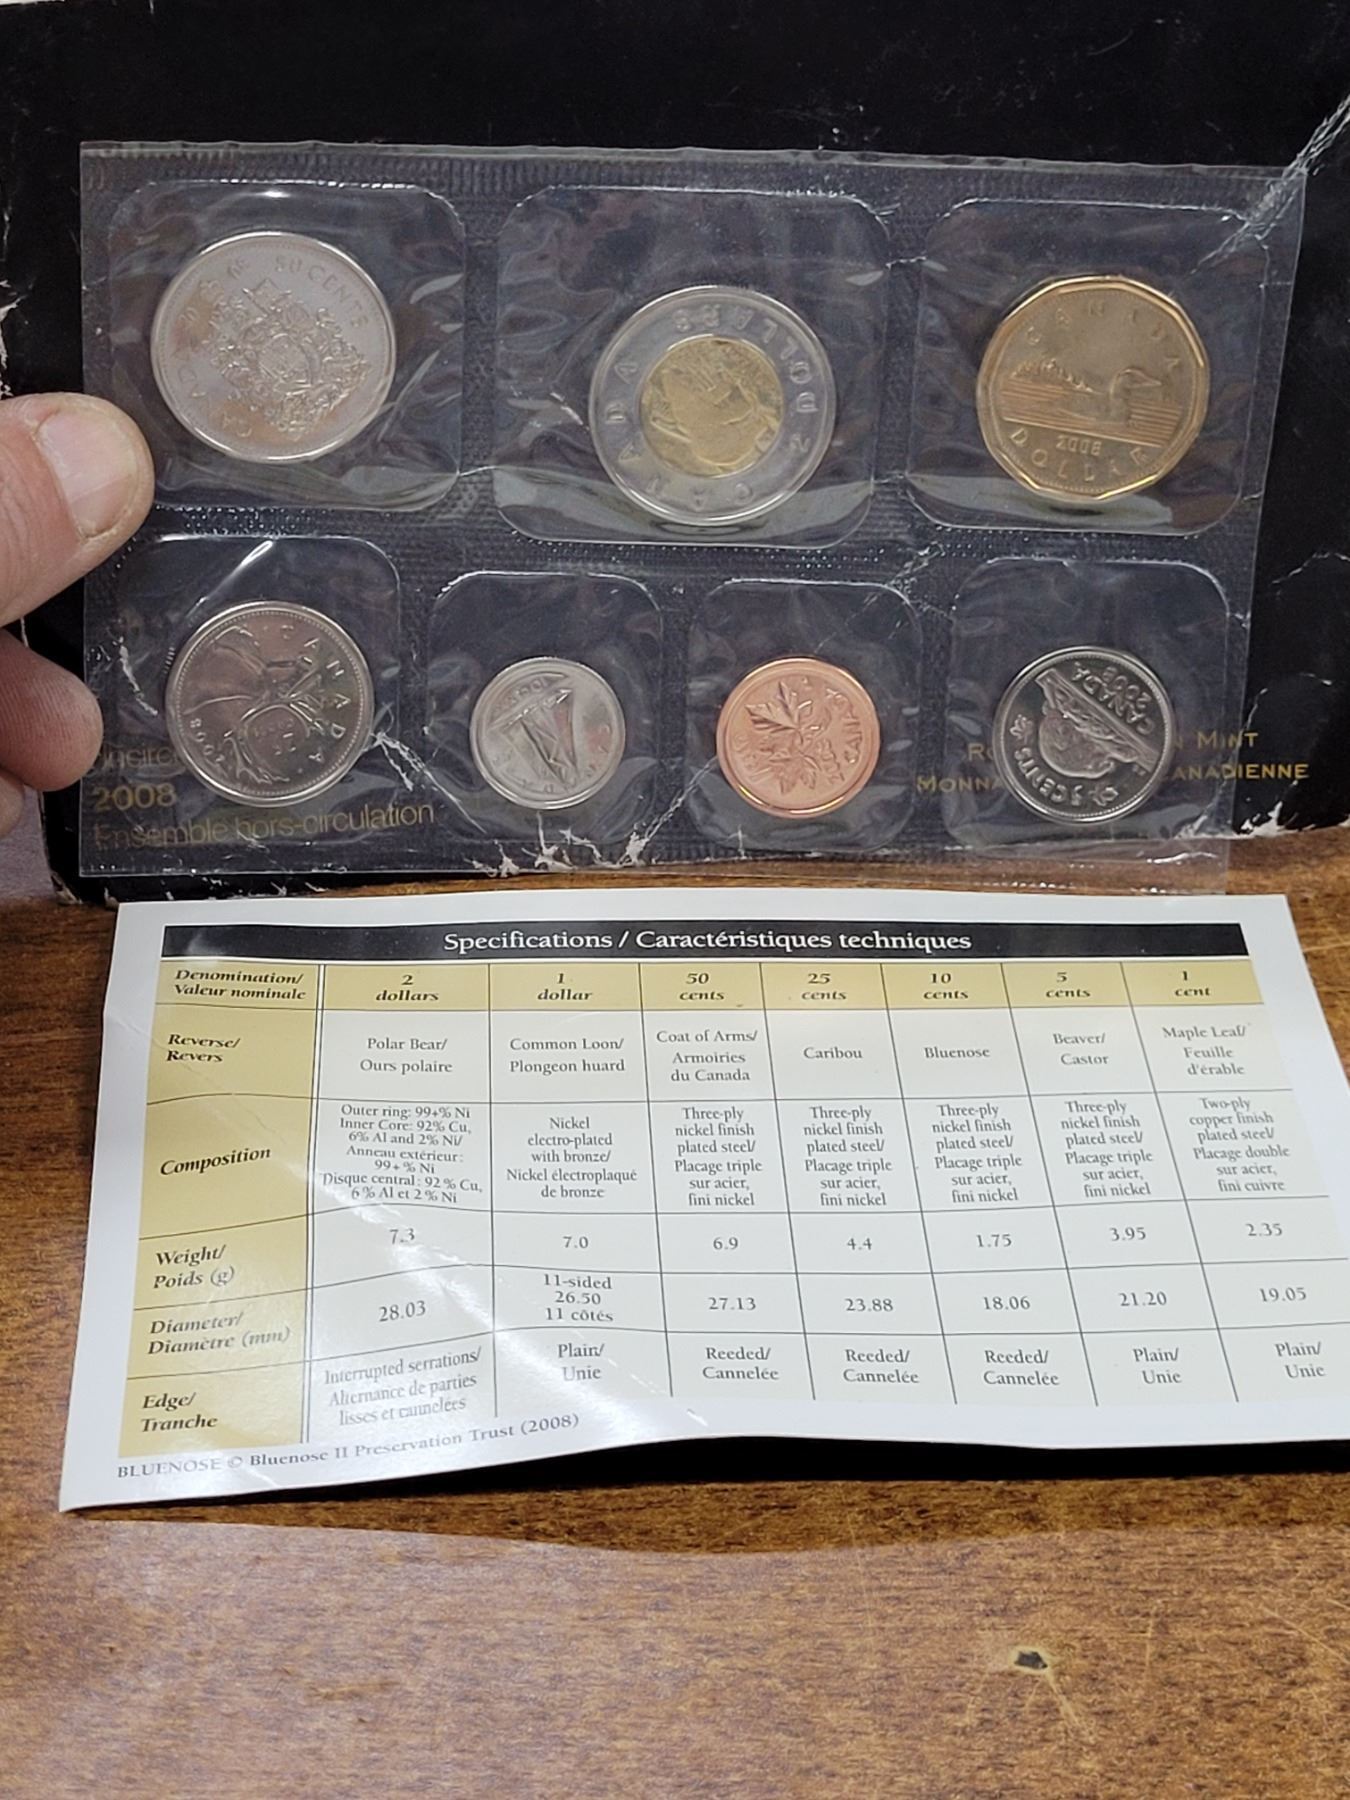 50 CENTS
CANADA
2 DOLLARS
CANADA
CANADA
2008
DOLLAR
CANADA
2008
CANADA
CANADA
2008
5 CENTS
2008
Ensemble hors-circulation
MINT
Specifications / Caractéristiques techniques
Denomination/ 2 1 50 25 10 5 1
Valeur nominale dollars dollar cents cents cents cents cent
Reverse/
Revers
Polar Bear/
Ours polaire
Common Loon/
Plongeon huard
Coat of Arms/
Armoiries
du Canada
Caribou
Bluenose
Beaver/
Castor
Maple Leaf/
Feuille
d'érable
Composition
Outer ring: 99+% Ni
Inner Core: 92% Cu,
6% Al and 2% Ni/
Anneau extérieur:
99+% Ni
Disque central: 92% Cu,
6% Al et 2% Ni
Nickel
electro-plated
with bronze/
Nickel électroplaqué
de bronze
Three-ply
nickel finish
plated steel/
Placage triple
sur acier,
fini nickel
Three-ply
nickel finish
plated steel/
Placage triple
sur acier,
fini nickel
Three-ply
nickel finish
plated steel/
Placage triple
sur acier,
fini nickel
Three-ply
nickel finish
plated steel/
Placage triple
sur acier,
fini nickel
Two-ply
copper finish
plated steel/
Placage double
sur acier,
fini cuivre
Weight/
Poids (g)
7.3 7.0 6.9 4.4 1.75 3.95 2.35
Diameter/
Diamètre (mm)
28.03
11-sided
26.50
11 côtés
27.13 23.88 18.06 21.20 19.05
Edge/
Tranche
Interrupted serrations/
Alternance de parties
lisses et cannelées
Plain/
Unie
Reeded/
Cannelée
Reeded/
Cannelée
Reeded/
Cannelée
Plain/
Unie
Plain/
Unie
BLUENOSE © Bluenose II Preservation Trust (2008)